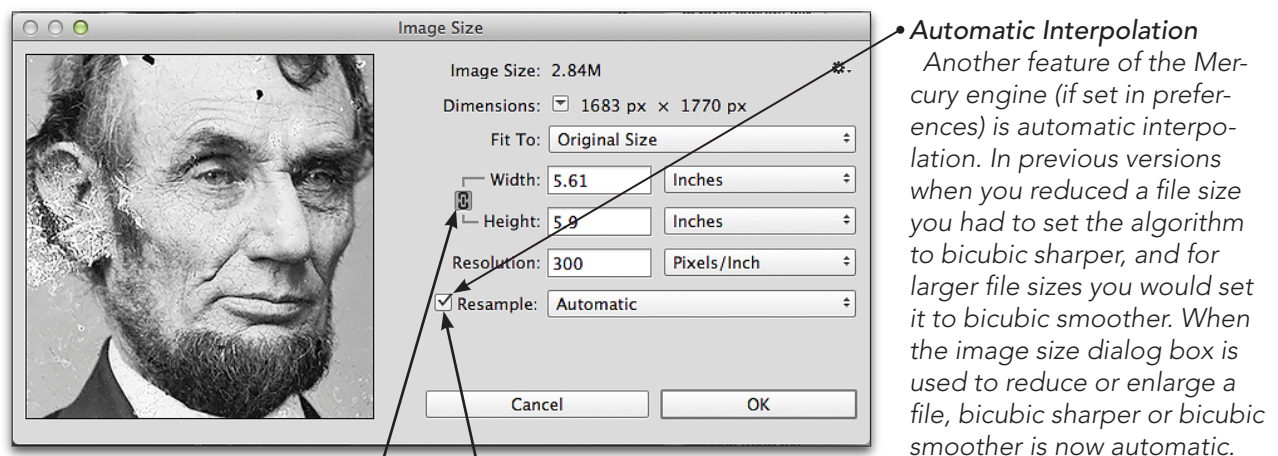 Image Size
Image Size: 2.84M
Dimensions: 1683 px × 1770 px
Fit To: Original Size
Width: 5.61 Inches
Height: 5.9 Inches
Resolution: 300 Pixels/Inch
Resample: Automatic
Cancel OK
Automatic Interpolation
Another feature of the Mer-
cury engine (if set in prefer-
ences) is automatic interpo-
lation. In previous versions
when you reduced a file size
you had to set the algorithm
to bicubic sharper, and for
larger file sizes you would set
it to bicubic smoother. When
the image size dialog box is
used to reduce or enlarge a
file, bicubic sharper or bicubic
smoother is now automatic.